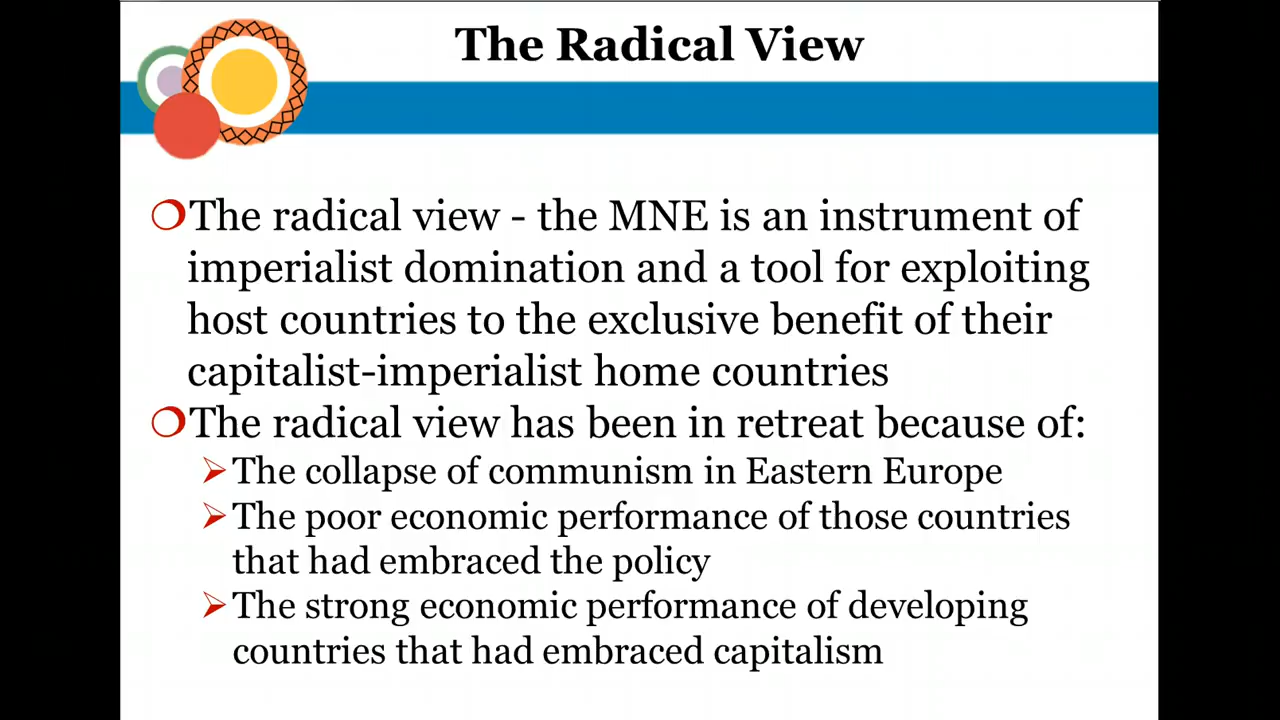 The Radical View
The radical view - the MNE is an instrument of
imperialist domination and a tool for exploiting
host countries to the exclusive benefit of their
capitalist-imperialist home countries
The radical view has been in retreat because of:
The collapse of communism in Eastern Europe
The poor economic performance of those countries
that had embraced the policy
The strong economic performance of developing
countries that had embraced capitalism